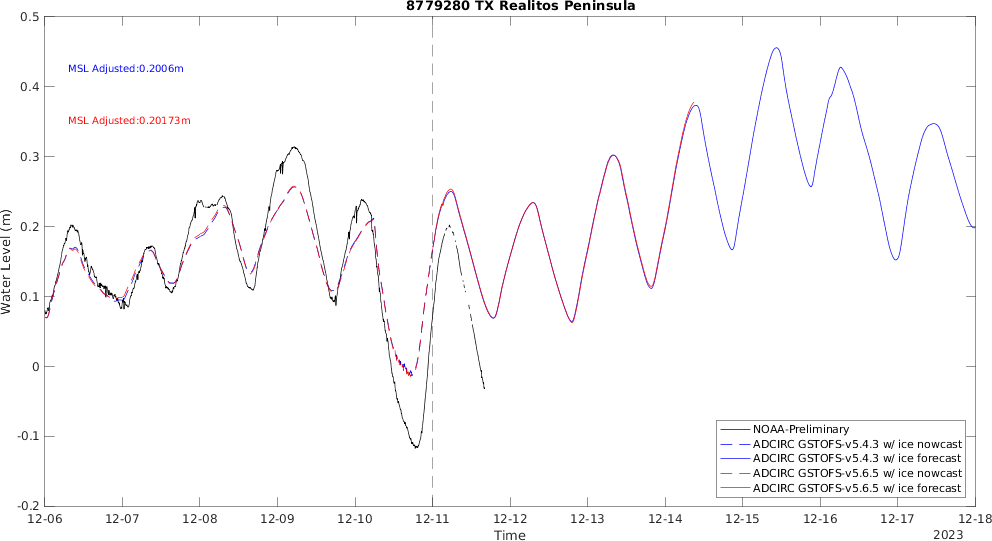 8779280 TX Realitos Peninsula
MSL Adjusted:0.2006m
MSL Adjusted:0.20173m
Water Level (m)
0.5
0.4
0.3
0.2
0.1
0
-0.1
-0.2
NOAA-Preliminary
ADCIRC GSTOFS-v5.4.3 w/ ice nowcast
ADCIRC GSTOFS-v5.4.3 w/ ice forecast
ADCIRC GSTOFS-v5.6.5 w/ ice nowcast
ADCIRC GSTOFS-v5.6.5 w/ ice forecast
12-06 12-07 12-08 12-09 12-10 12-11 12-12 12-13 12-14 12-15 12-16 12-17 12-18
Time
2023